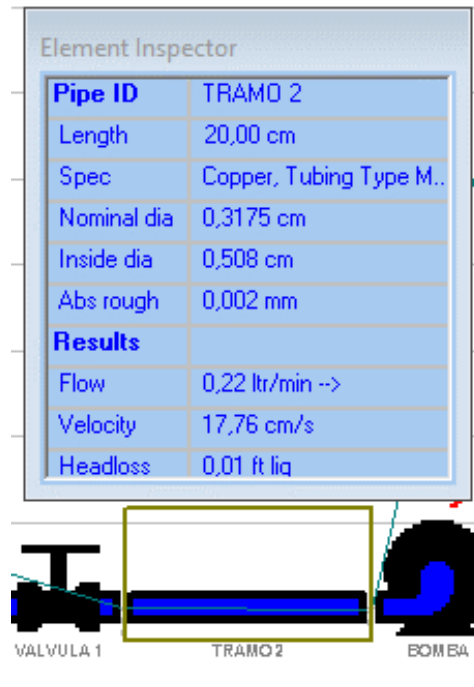 Element Inspector
Pipe ID TRAMO 2
Length 20,00 cm
Spec Copper, Tubing Type M..
Nominal dia 0,3175 cm
Inside dia 0,508 cm
Abs rough 0,002 mm
Results
Flow 0,22 ltr/min -->
Velocity 17,76 cm/s
Headloss 0,01 ft liq
VALVULA 1 TRAMO 2 BOMBA